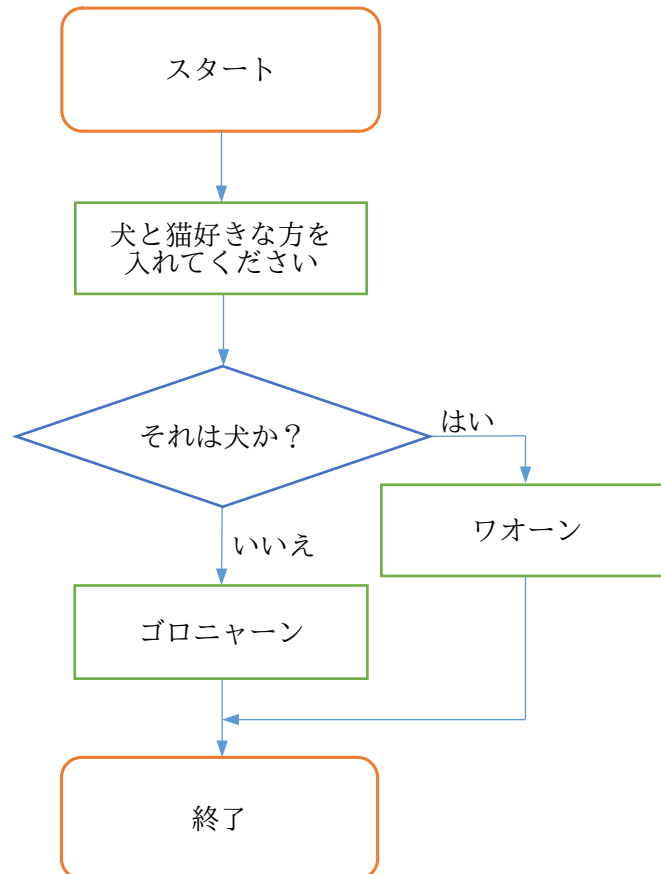 スタート
犬と猫好きな方を
入れてください
それは犬か？
はい
ワオーン
いいえ
ゴロニャーン
終了